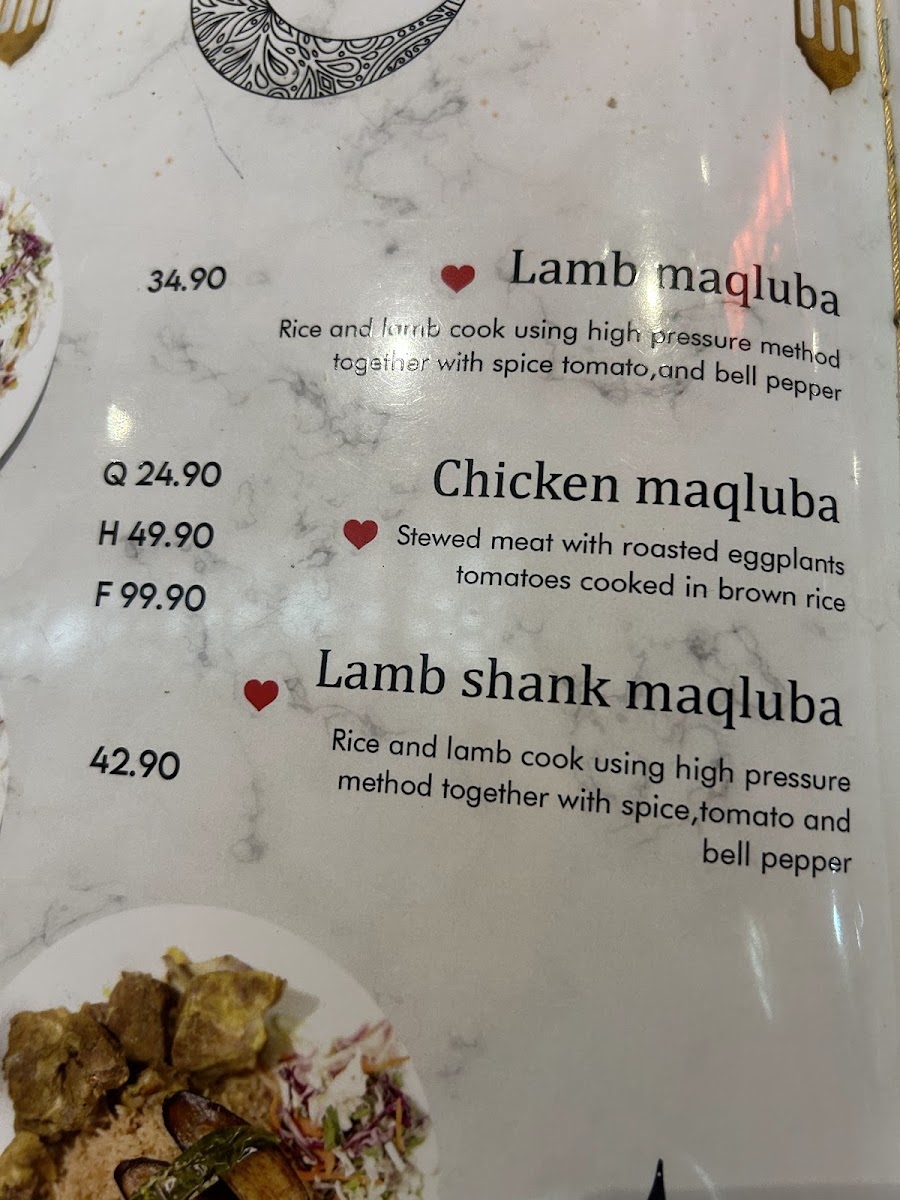 34.90
Lamb maqluba
Rice and lamb cook using high pressure method
together with spice tomato,and bell pepper
Q 24.90
H 49.90
F 99.90
Chicken maqluba
Stewed meat with roasted eggplants
tomatoes cooked in brown rice
Lamb shank maqluba
42.90
Rice and lamb cook using high pressure
method together with spice,tomato and
bell pepper